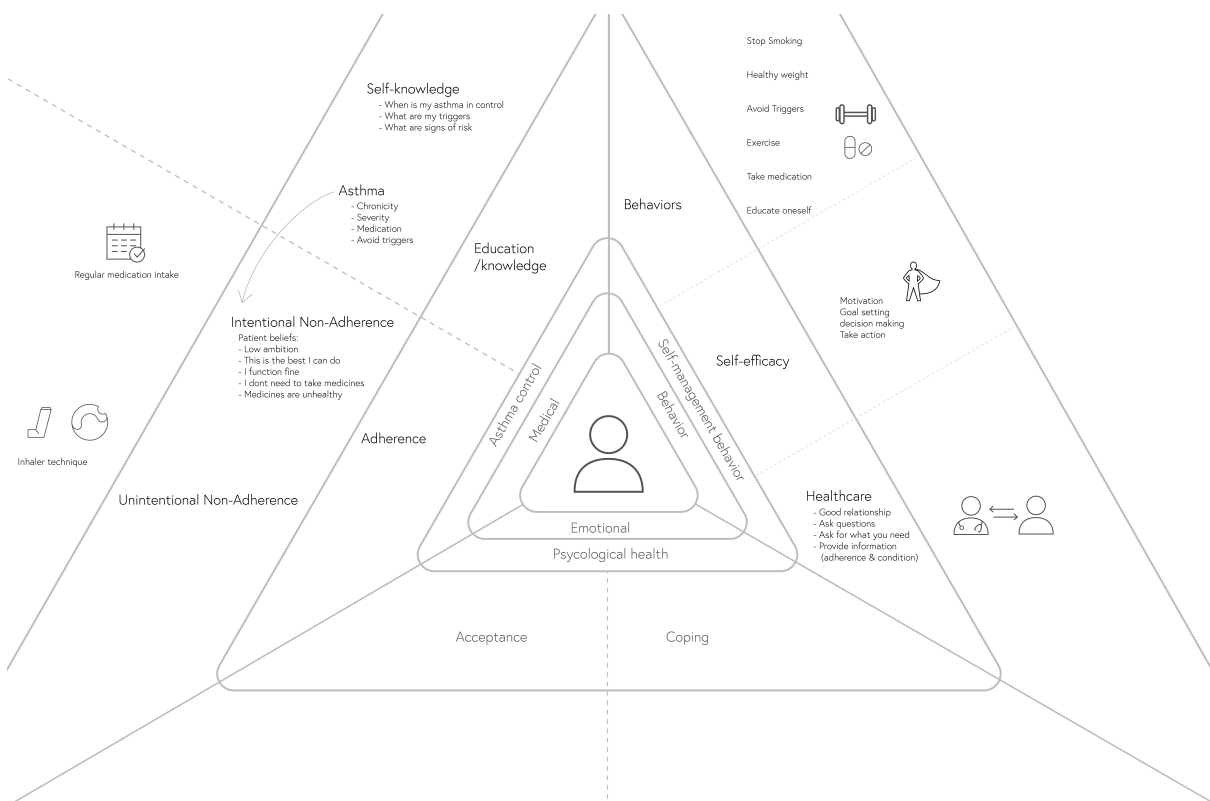 Stop Smoking
Healthy weight
Avoid Triggers
Exercise
Take medication
Educate oneself
Self-knowledge
- When is my asthma in control
- What are my triggers
- What are signs of risk
Asthma
- Chronicity
- Severity
- Medication
- Avoid triggers
Behaviors
Education
/knowledge
Regular medication intake
Intentional Non-Adherence
Patient beliefs:
- Low ambition
- This is the best I can do
- I function fine
- I dont need to take medicines
- Medicines are unhealthy
Motivation
Goal setting
decision making
Take action
Self-efficacy
Asthma control
Medical
Self-management behavior
Behavior
Adherence
Inhaler technique
Unintentional Non-Adherence
Healthcare
- Good relationship
- Ask questions
- Ask for what you need
- Provide information
(adherence & condition)
Emotional
Psycological health
Acceptance
Coping